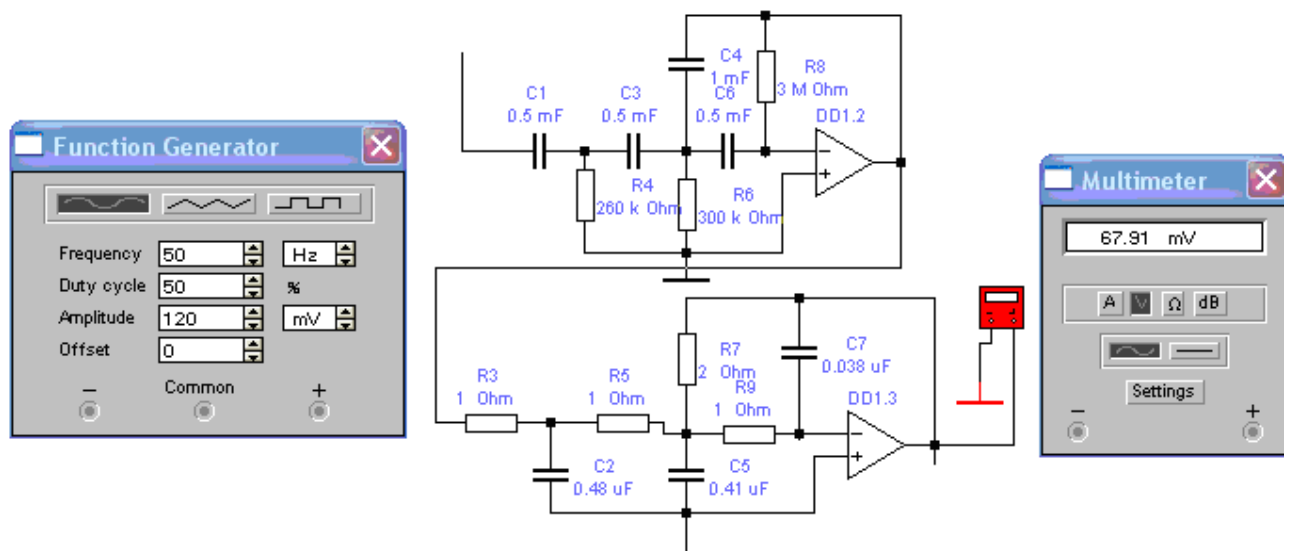 Function Generator
Frequency 50 Hz
Duty cycle 50 %
Amplitude 120 mV
Offset 0
− Common +
C1
0.5 mF
C3
0.5 mF
C4
1 mF
C6
0.5 mF
R8
3 M Ohm
DD1.2
R4
260 k Ohm
R6
300 k Ohm
R3
1 Ohm
R5
1 Ohm
R7
2 Ohm
R9
1 Ohm
C7
0.038 uF
DD1.3
C2
0.48 uF
C5
0.41 uF
Multimeter
67.91 mV
A V Ω dB
Settings
− +